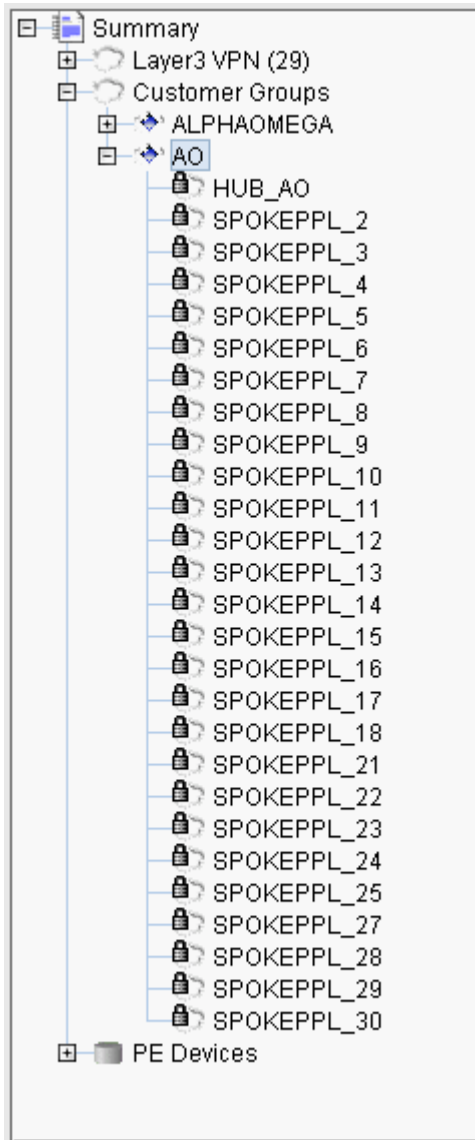 Summary
Layer3 VPN (29)
Customer Groups
ALPHAOMEGA
AO
HUB_AO
SPOKEPPL_2
SPOKEPPL_3
SPOKEPPL_4
SPOKEPPL_5
SPOKEPPL_6
SPOKEPPL_7
SPOKEPPL_8
SPOKEPPL_9
SPOKEPPL_10
SPOKEPPL_11
SPOKEPPL_12
SPOKEPPL_13
SPOKEPPL_14
SPOKEPPL_15
SPOKEPPL_16
SPOKEPPL_17
SPOKEPPL_18
SPOKEPPL_21
SPOKEPPL_22
SPOKEPPL_23
SPOKEPPL_24
SPOKEPPL_25
SPOKEPPL_27
SPOKEPPL_28
SPOKEPPL_29
SPOKEPPL_30
PE Devices